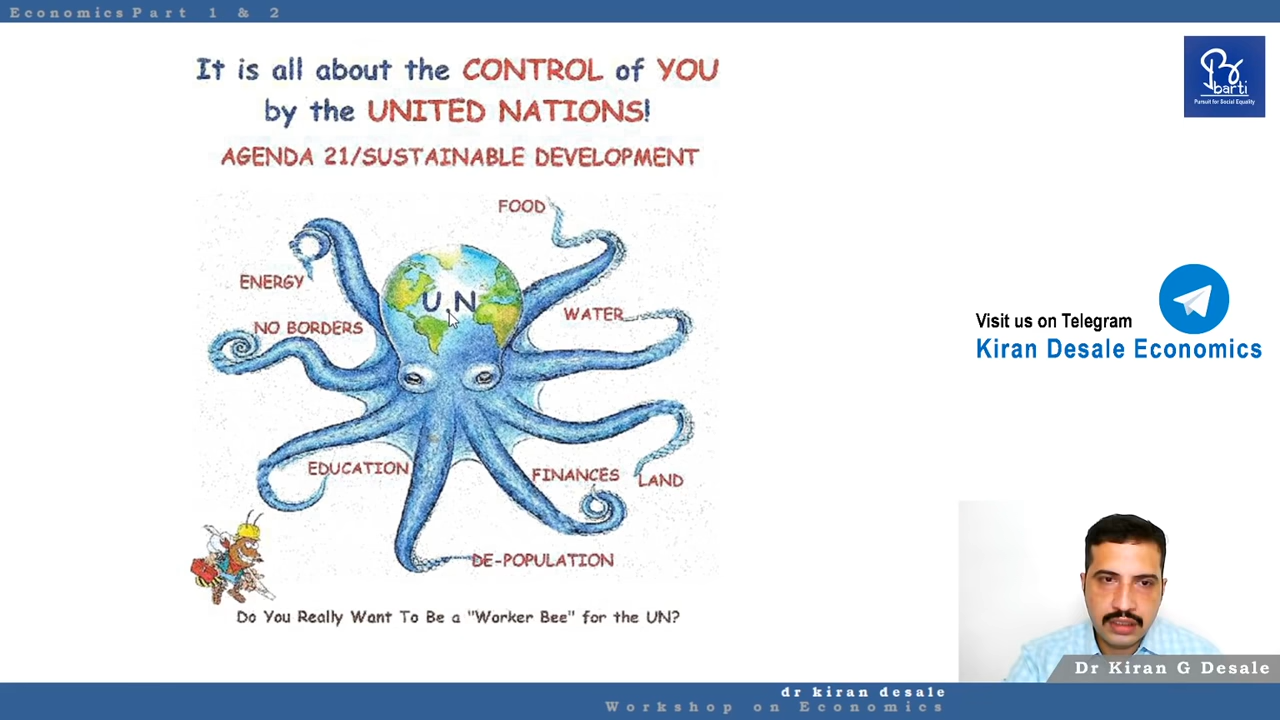 Economics Part 1 & 2
It is all about the CONTROL of YOU
by the UNITED NATIONS!
AGENDA 21/SUSTAINABLE DEVELOPMENT
FOOD
ENERGY
U.N
WATER
NO BORDERS
EDUCATION
FINANCES
LAND
DE-POPULATION
Do You Really Want To Be a "Worker Bee" for the UN?
barti
Pursuit for Social Equality
Visit us on Telegram
Kiran Desale Economics
Dr Kiran G Desale
dr kiran desale
Workshop on Economics